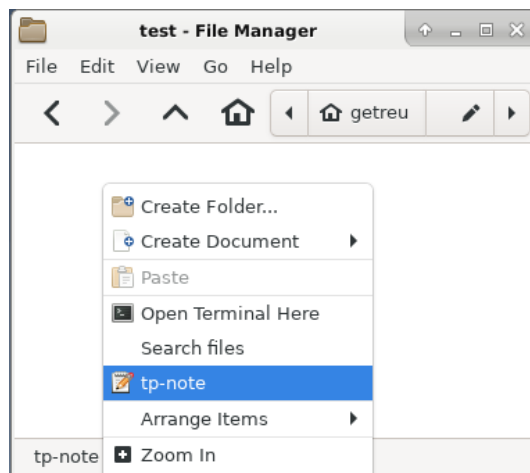 test - File Manager
File Edit View Go Help
getreu
Create Folder...
Create Document
Paste
Open Terminal Here
Search files
tp-note
Arrange Items
tp-note
Zoom In